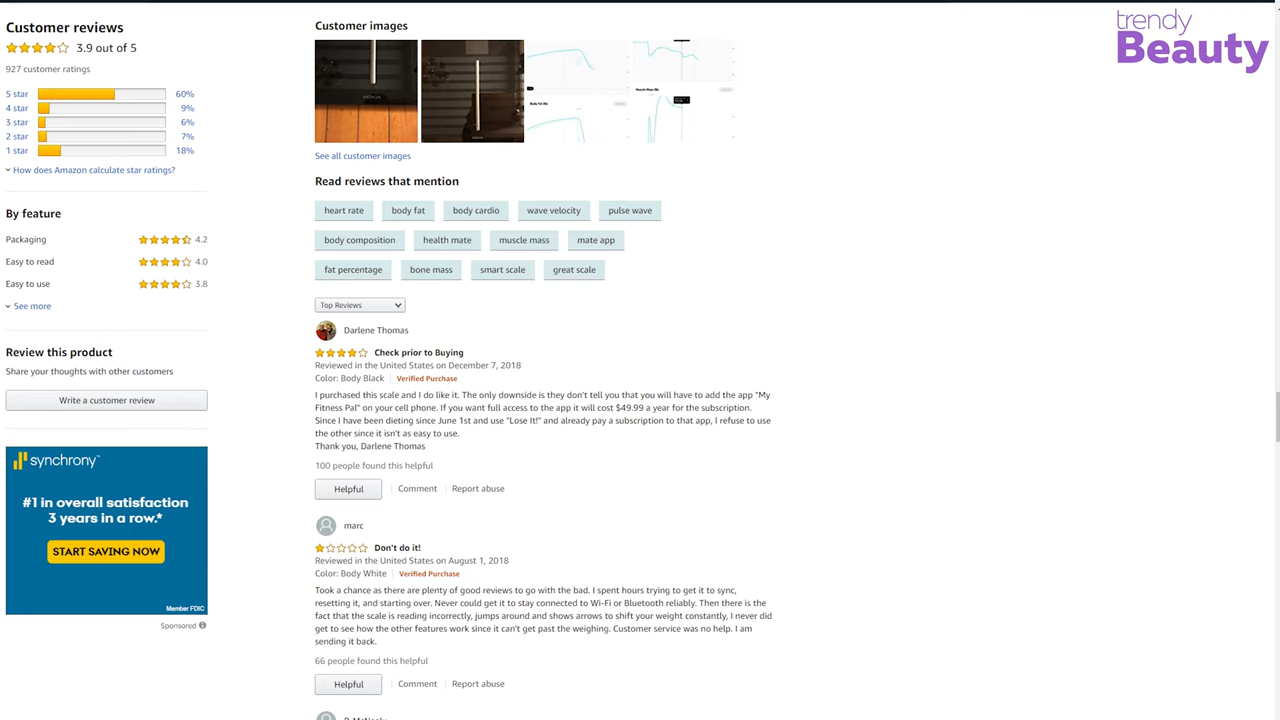 trendy
Beauty
Customer reviews
3.9 out of 5
927 customer ratings
5 star 60%
4 star 9%
3 star 6%
2 star 7%
1 star 18%
How does Amazon calculate star ratings?
By feature
Packaging 4.2
Easy to read 4.0
Easy to use 3.8
See more
Review this product
Share your thoughts with other customers
Write a customer review
synchrony
#1 in overall satisfaction
3 years in a row.*
START SAVING NOW
Member FDIC
Sponsored
Customer images
NOKIA
See all customer images
Read reviews that mention
heart rate body fat body cardio wave velocity pulse wave
body composition health mate muscle mass mate app
fat percentage bone mass smart scale great scale
Top Reviews
Darlene Thomas
Check prior to Buying
Reviewed in the United States on December 7, 2018
Color: Body Black Verified Purchase
I purchased this scale and I do like it. The only downside is they don't tell you that you will have to add the app "My
Fitness Pal" on your cell phone. If you want full access to the app it will cost $49.99 a year for the subscription.
Since I have been dieting since June 1st and use "Lose It!" and already pay a subscription to that app, I refuse to use
the other since it isn't as easy to use.
Thank you, Darlene Thomas
100 people found this helpful
Helpful Comment Report abuse
marc
Don't do it!
Reviewed in the United States on August 1, 2018
Color: Body White Verified Purchase
Took a chance as there are plenty of good reviews to go with the bad. I spent hours trying to get it to sync,
resetting it, and starting over. Never could get it to stay connected to Wi-Fi or Bluetooth reliably. Then there is the
fact that the scale is reading incorrectly, jumps around and shows arrows to shift your weight constantly, I never did
get to see how the other features work since it can't get past the weighing. Customer service was no help. I am
sending it back.
66 people found this helpful
Helpful Comment Report abuse